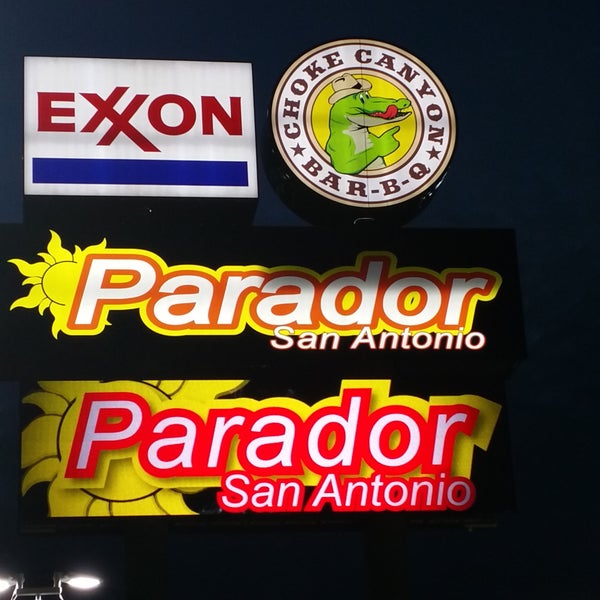 EXXON
CHOKE CANYON
BAR-B-Q
Parador
San Antonio
Parador
San Antonio